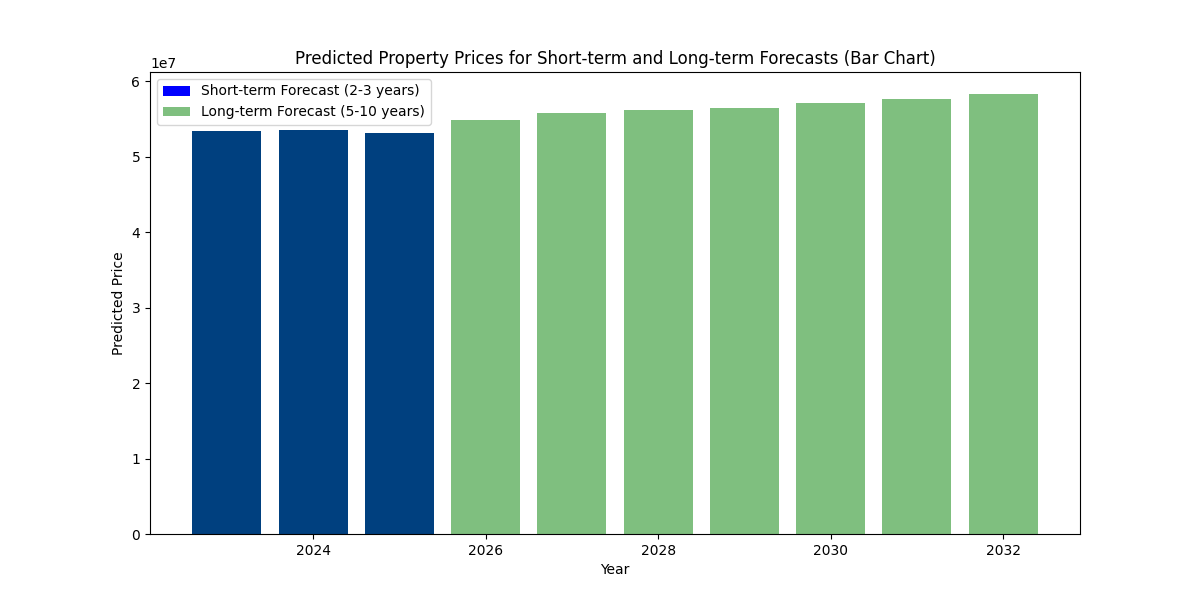 Predicted Property Prices for Short-term and Long-term Forecasts (Bar Chart)
1e7
Short-term Forecast (2-3 years)
Long-term Forecast (5-10 years)
6
5
4
3
2
1
0
Predicted Price
2024 2026 2028 2030 2032
Year